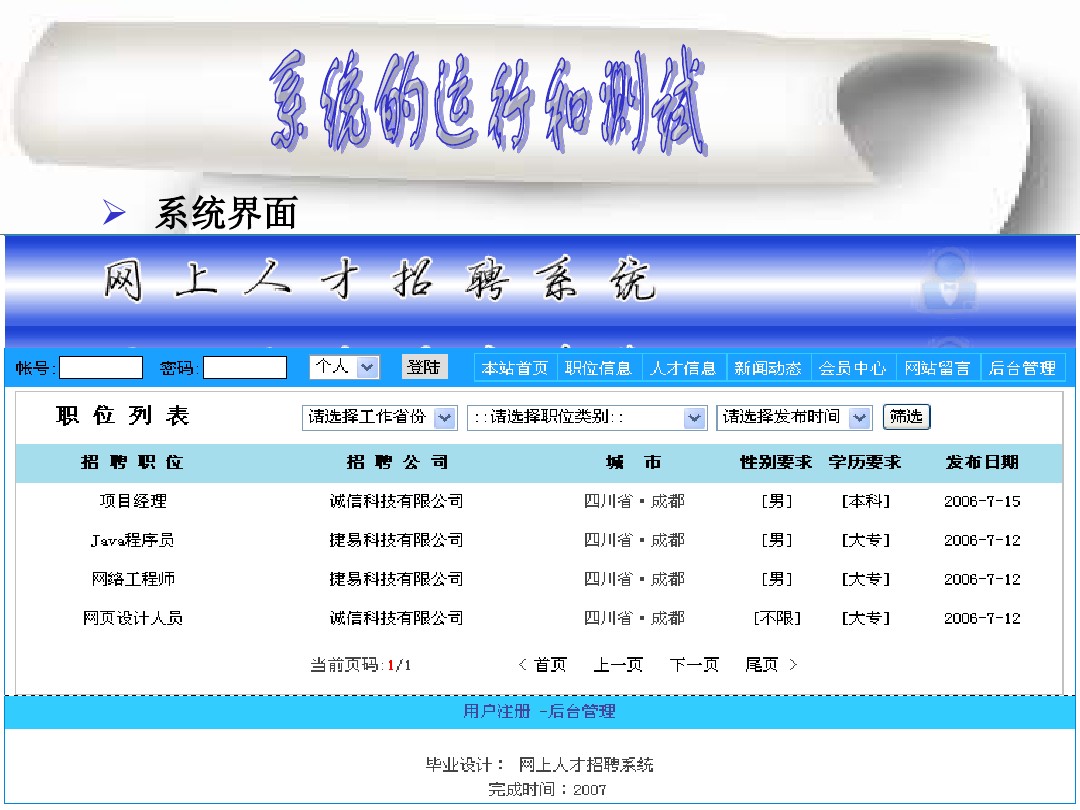 系统的运行和测试
系统界面
网上人才招聘系统
帐号: 密码: 个人 登陆 本站首页 职位信息 人才信息 新闻动态 会员中心 网站留言 后台管理
职位列表 请选择工作省份 ::请选择职位类别:: 请选择发布时间 筛选
招聘职位 招聘公司 城 市 性别要求 学历要求 发布日期
项目经理 诚信科技有限公司 四川省·成都 [男] [本科] 2006-7-15
Java程序员 捷易科技有限公司 四川省·成都 [男] [大专] 2006-7-12
网络工程师 捷易科技有限公司 四川省·成都 [男] [大专] 2006-7-12
网页设计人员 诚信科技有限公司 四川省·成都 [不限] [大专] 2006-7-12
当前页码:1/1 〈 首页 上一页 下一页 尾页 〉
用户注册 -后台管理
毕业设计： 网上人才招聘系统
完成时间：2007